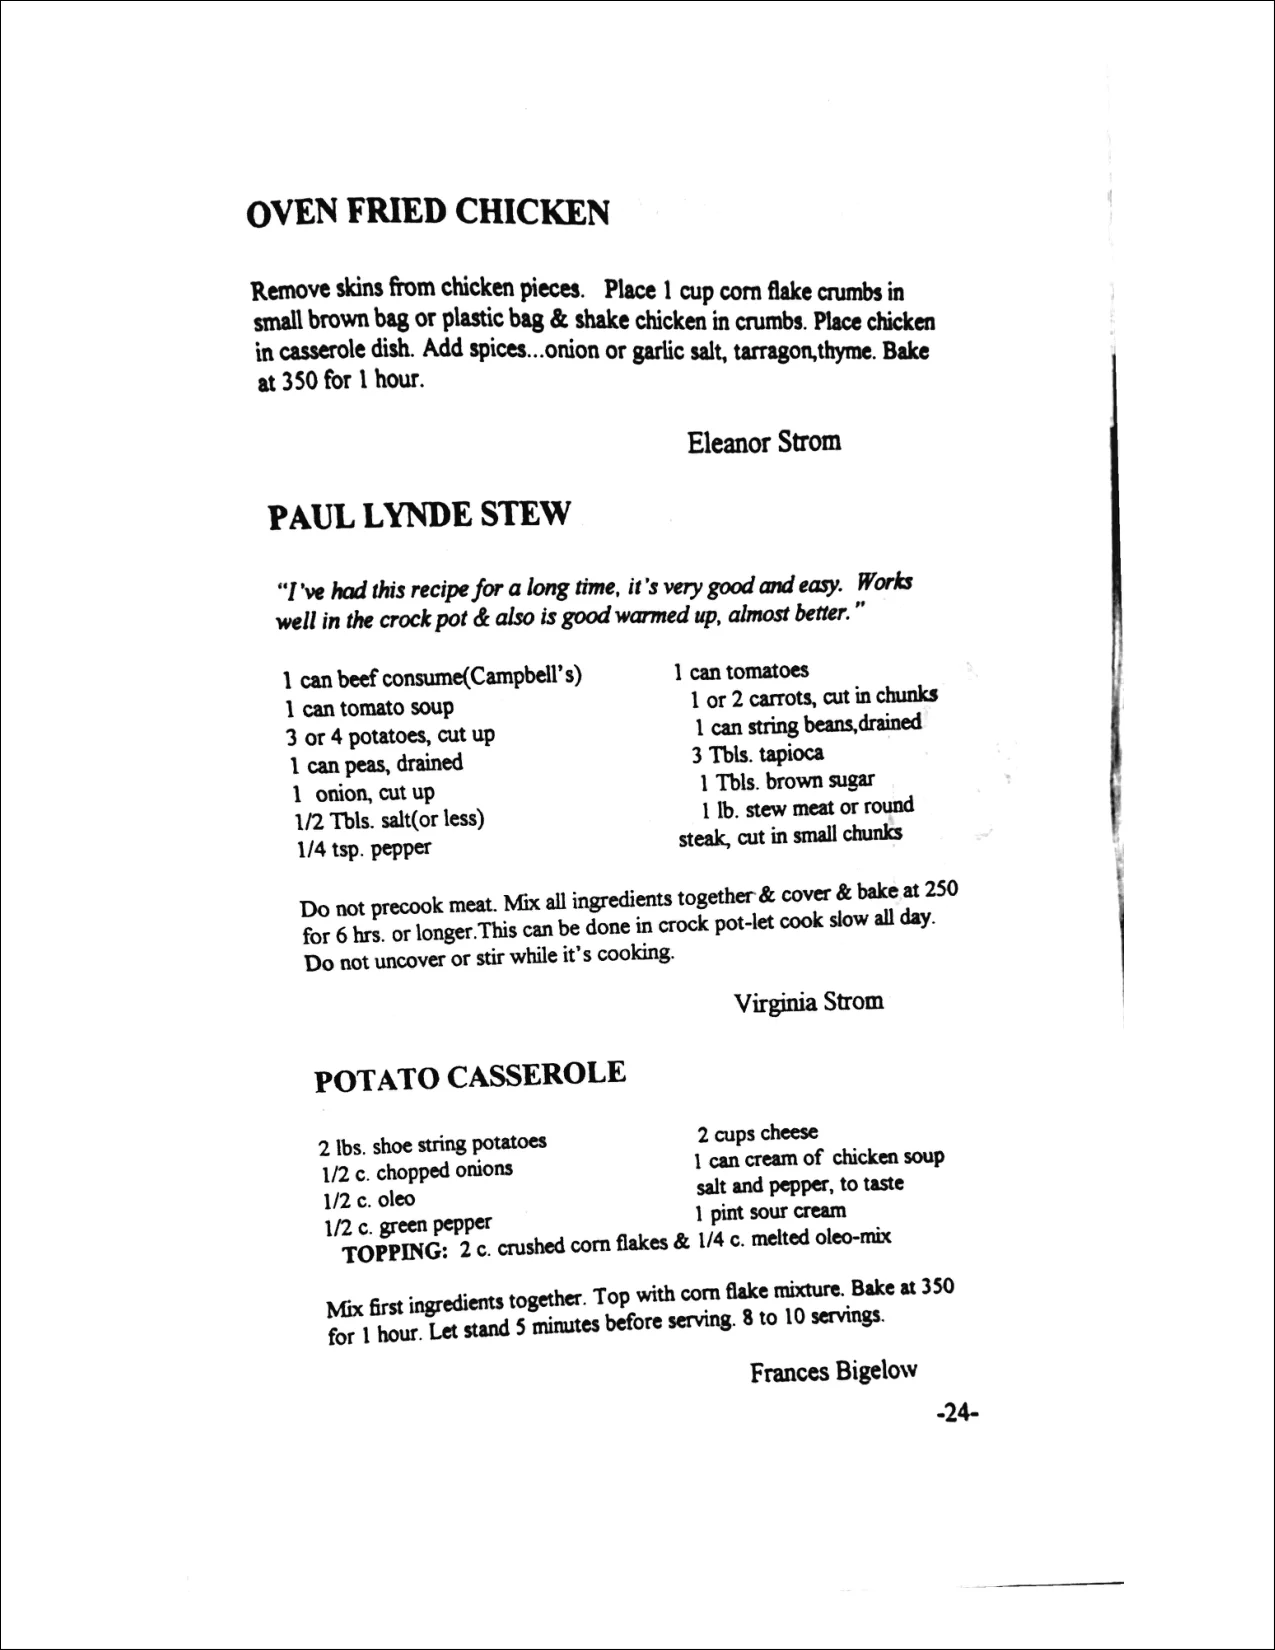 OVEN FRIED CHICKEN
Remove skins from chicken pieces. Place 1 cup corn flake crumbs in
small brown bag or plastic bag & shake chicken in crumbs. Place chicken
in casserole dish. Add spices...onion or garlic salt, tarragon,thyme. Bake
at 350 for 1 hour.
Eleanor Strom
PAUL LYNDE STEW
"I've had this recipe for a long time, it's very good and easy. Works
well in the crock pot & also is good warmed up, almost better."
1 can beef consume(Campbell's)
1 can tomato soup
3 or 4 potatoes, cut up
1 can peas, drained
1 onion, cut up
1/2 Tbls. salt(or less)
1/4 tsp. pepper
1 can tomatoes
1 or 2 carrots, cut in chunks
1 can string beans,drained
3 Tbls. tapioca
1 Tbls. brown sugar
1 lb. stew meat or round
steak, cut in small chunks
Do not precook meat. Mix all ingredients together & cover & bake at 250
for 6 hrs. or longer.This can be done in crock pot-let cook slow all day.
Do not uncover or stir while it's cooking.
Virginia Strom
POTATO CASSEROLE
2 lbs. shoe string potatoes
1/2 c. chopped onions
1/2 c. oleo
1/2 c. green pepper
2 cups cheese
1 can cream of chicken soup
salt and pepper, to taste
1 pint sour cream
TOPPING: 2 c. crushed corn flakes & 1/4 c. melted oleo-mix
Mix first ingredients together. Top with corn flake mixture. Bake at 350
for 1 hour. Let stand 5 minutes before serving. 8 to 10 servings.
Frances Bigelow
-24-